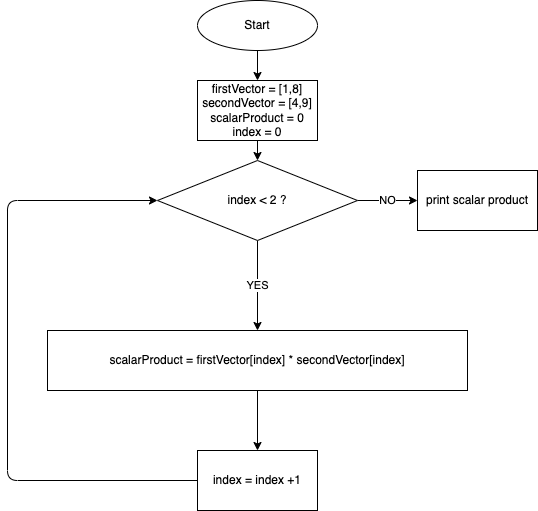 Start
firstVector = [1,8]
secondVector = [4,9]
scalarProduct = 0
index = 0
index < 2 ?
NO
print scalar product
YES
scalarProduct = firstVector[index] * secondVector[index]
index = index +1